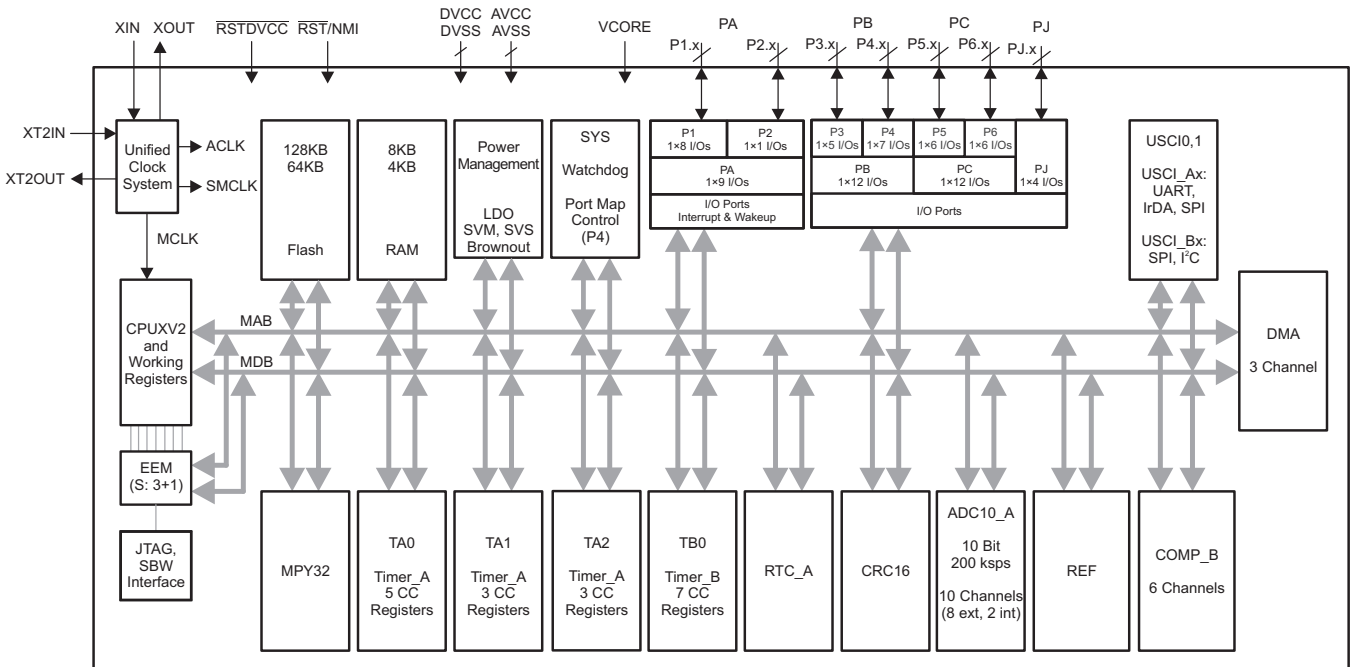 XIN XOUT
RSTDVCC RST/NMI
DVCC AVCC
DVSS AVSS
VCORE
PA
PB
PC
PJ
P1.x
P2.x
P3.x
P4.x
P5.x
P6.x
PJ.x
XT2IN
XT2OUT
Unified
Clock
System
ACLK
SMCLK
MCLK
128KB
64KB
Flash
8KB
4KB
RAM
Power
Management
LDO
SVM, SVS
Brownout
SYS
Watchdog
Port Map
Control
(P4)
P1
1×8 I/Os
P2
1×1 I/Os
PA
1×9 I/Os
I/O Ports
Interrupt & Wakeup
P3
1×5 I/Os
P4
1×7 I/Os
P5
1×6 I/Os
P6
1×6 I/Os
PB
1×12 I/Os
PC
1×12 I/Os
PJ
1×4 I/Os
I/O Ports
USCI0,1
USCI_Ax:
UART,
IrDA, SPI
USCI_Bx:
SPI, I²C
CPUXV2
and
Working
Registers
MAB
MDB
DMA
3 Channel
EEM
(S: 3+1)
JTAG,
SBW
Interface
MPY32
TA0
Timer_A
5 CC
Registers
TA1
Timer_A
3 CC
Registers
TA2
Timer_A
3 CC
Registers
TB0
Timer_B
7 CC
Registers
RTC_A
CRC16
ADC10_A
10 Bit
200 ksps
10 Channels
(8 ext, 2 int)
REF
COMP_B
6 Channels